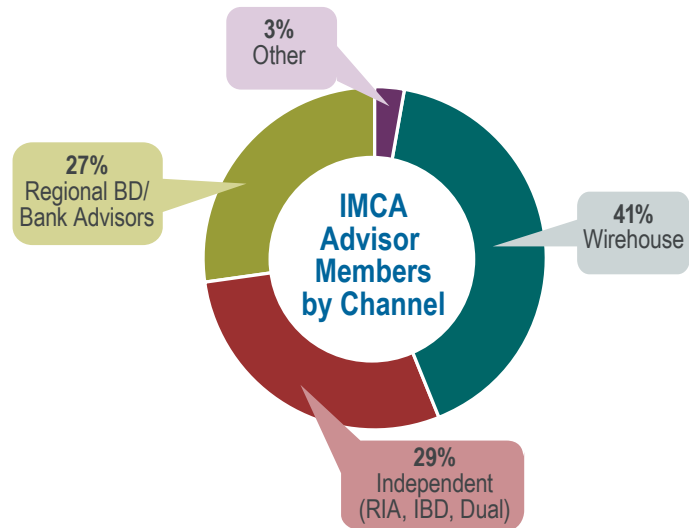 3%
Other
27%
Regional BD/
Bank Advisors
IMCA
Advisor
Members
by Channel
41%
Wirehouse
29%
Independent
(RIA, IBD, Dual)